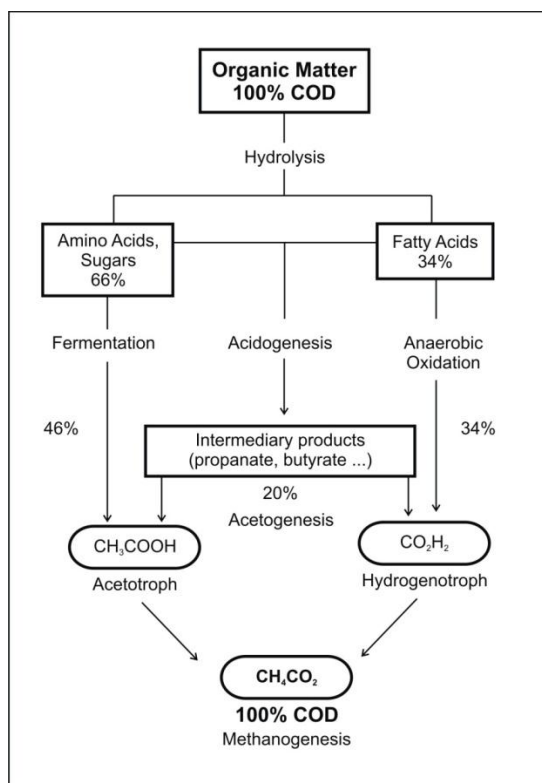 Organic Matter
100% COD
Hydrolysis
Amino Acids,
Sugars
66%
Fatty Acids
34%
Fermentation
Acidogenesis
Anaerobic
Oxidation
46%
34%
Intermediary products
(propanate, butyrate ...)
20%
Acetogenesis
CH₃COOH
CO₂H₂
Acetotroph
Hydrogenotroph
CH₄CO₂
100% COD
Methanogenesis